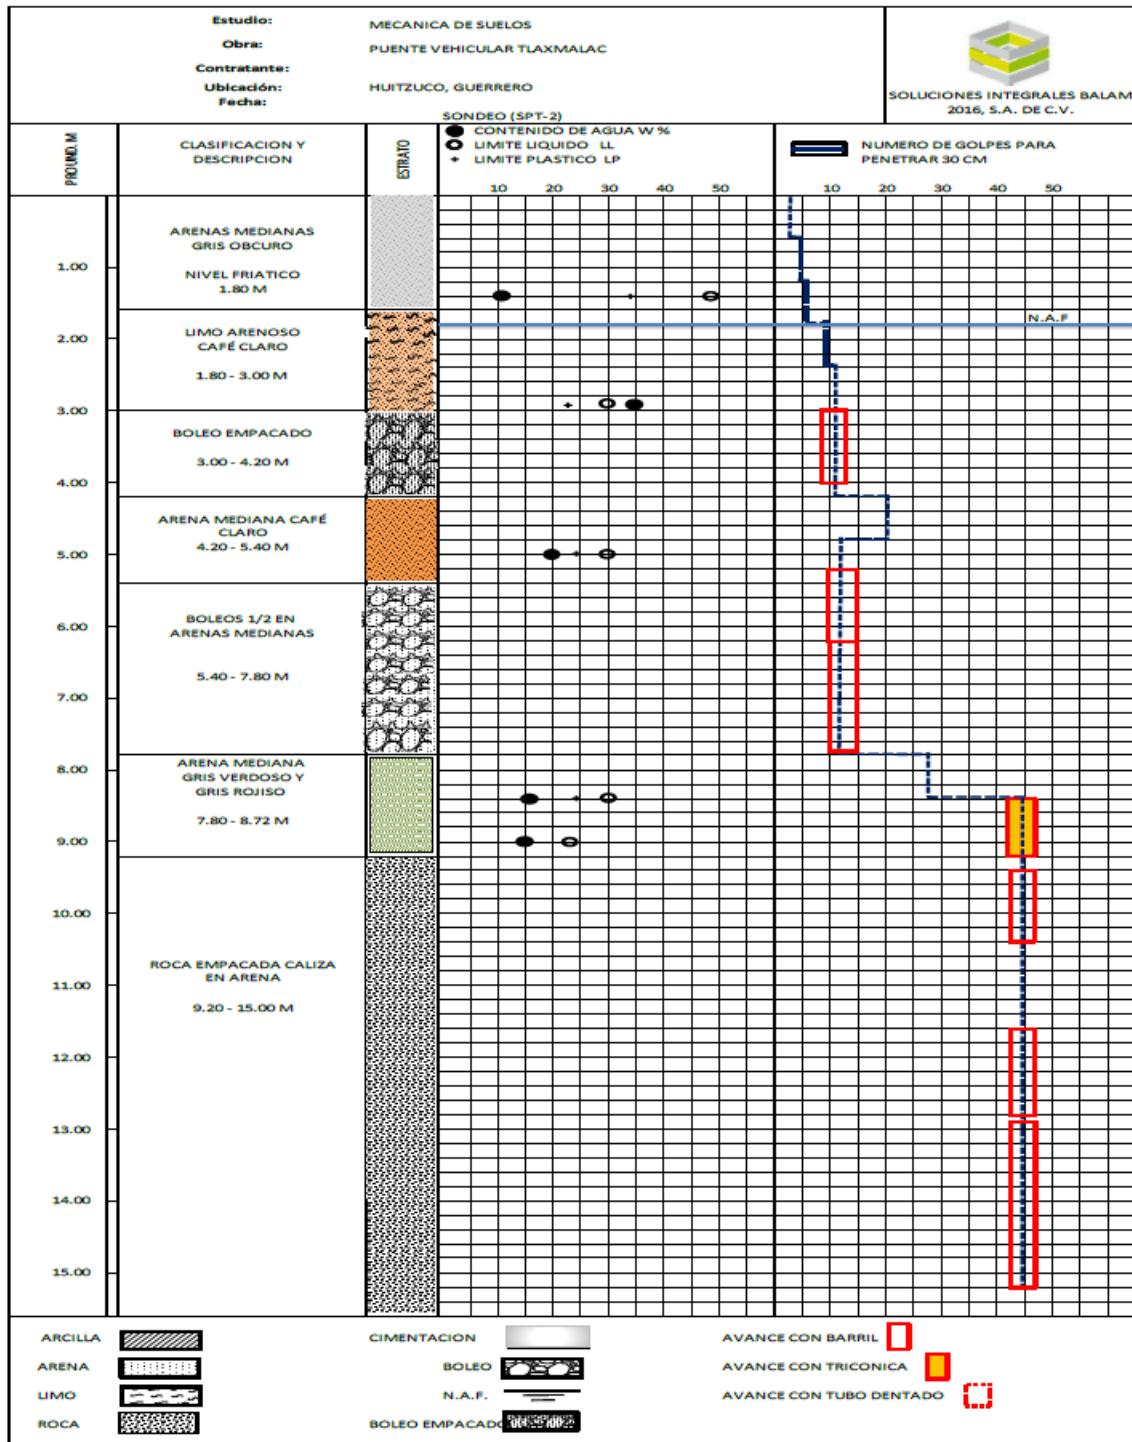 Estudio: MECANICA DE SUELOS
Obra: PUENTE VEHICULAR TLAXMALAC
Contratante:
Ubicación: HUITZUCO, GUERRERO
Fecha:
SOLUCIONES INTEGRALES BALAM
2016, S.A. DE C.V.
SONDEO (SPT-2)
PROUND. M
CLASIFICACION Y
DESCRIPCION
ESTRATO
CONTENIDO DE AGUA W %
LIMITE LIQUIDO LL
LIMITE PLASTICO LP
NUMERO DE GOLPES PARA
PENETRAR 30 CM
10 20 30 40 50
10 20 30 40 50
ARENAS MEDIANAS
GRIS OBCURO
NIVEL FRIATICO
1.80 M
1.00
N.A.F
LIMO ARENOSO
CAFÉ CLARO
1.80 - 3.00 M
2.00
3.00
BOLEO EMPACADO
3.00 - 4.20 M
4.00
ARENA MEDIANA CAFÉ
CLARO
4.20 - 5.40 M
5.00
BOLEOS 1/2 EN
ARENAS MEDIANAS
5.40 - 7.80 M
6.00
7.00
ARENA MEDIANA
GRIS VERDOSO Y
GRIS ROJISO
7.80 - 8.72 M
8.00
9.00
ROCA EMPACADA CALIZA
EN ARENA
9.20 - 15.00 M
10.00
11.00
12.00
13.00
14.00
15.00
ARCILLA
ARENA
LIMO
ROCA
CIMENTACION
BOLEO
N.A.F.
BOLEO EMPACADO
AVANCE CON BARRIL
AVANCE CON TRICONICA
AVANCE CON TUBO DENTADO